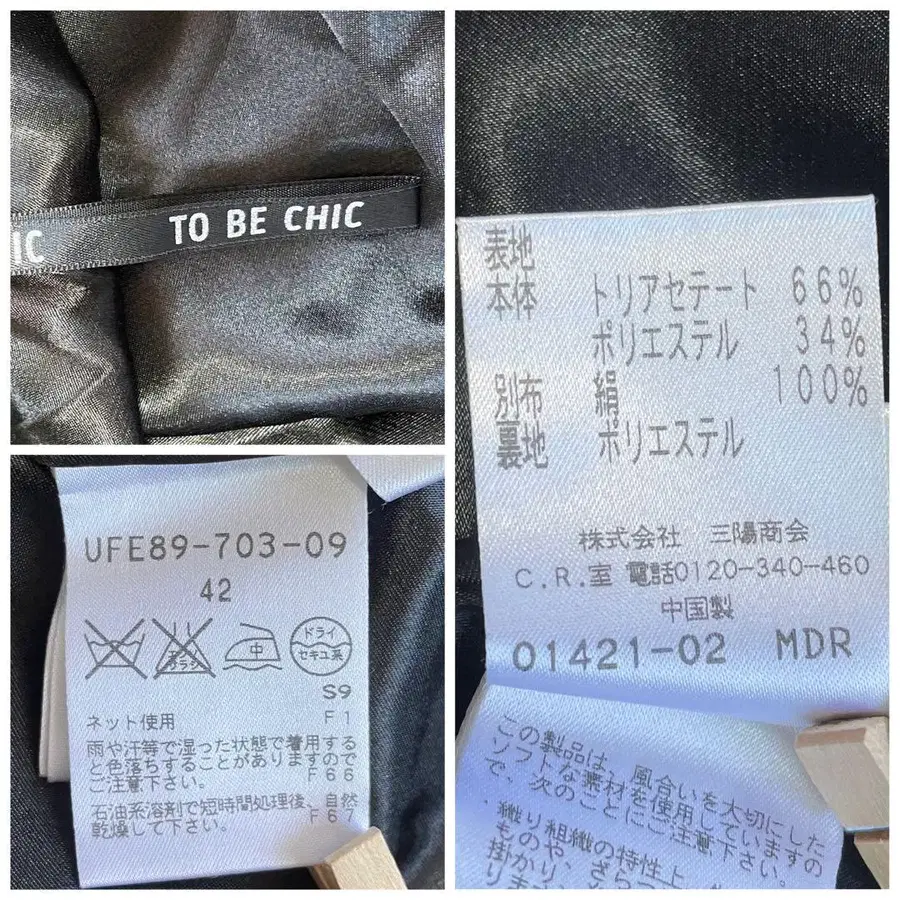 IC
TO BE CHIC
表地
本体 トリアセテート 66%
ポリエステル 34%
別布 絹 100%
裏地 ポリエステル
株式会社 三陽商会
C.R.室 電話0120-340-460
中国製
01421-02 MDR
UFE89-703-09
42
中
ドライ
セキユ系
S9
ネット使用 F1
雨や汗等で湿った状態で着用する
と色落ちすることがありますので
ご注意下さい。 F66
石油系溶剤で短時間処理後、自然
乾燥して下さい。 F67
この製品は、風合いを大切にした
ソフトな素材を使用していますの
で、次のことにご注意下さい。
織り組織の特性上
ものや、ざら
掛かり、